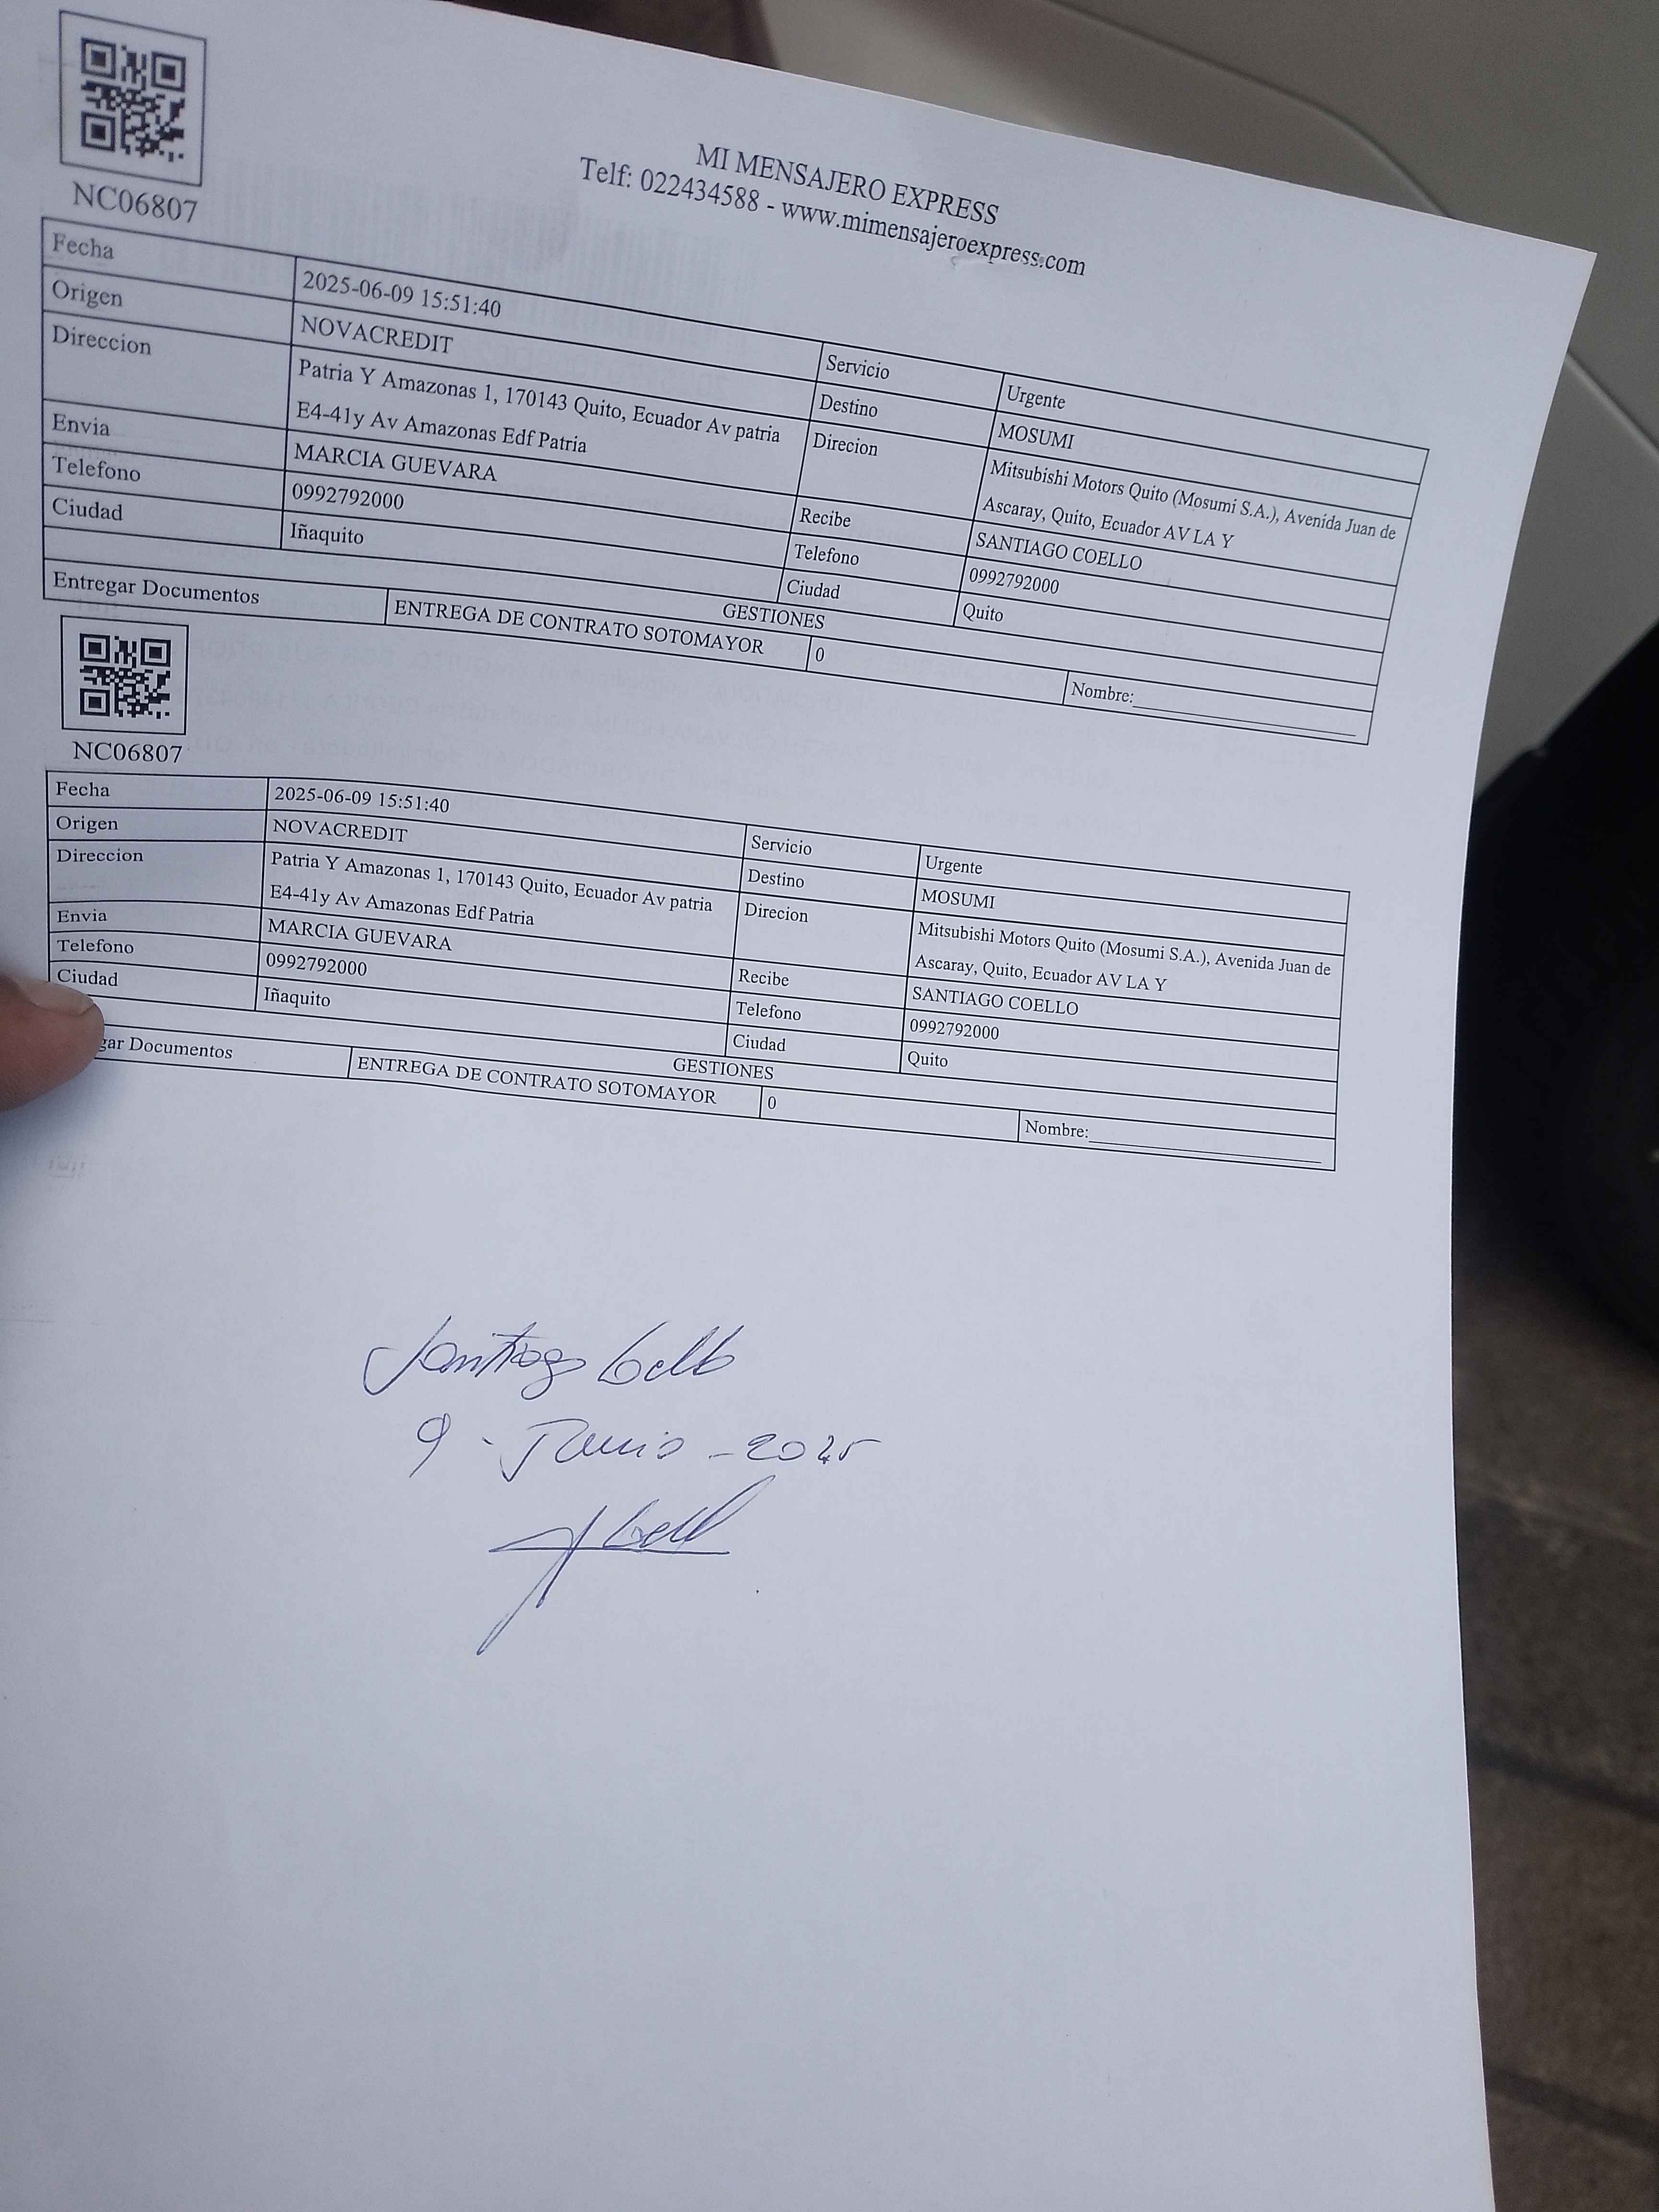 NC06807
MI MENSAJERO EXPRESS
Telf: 022434588 - www.mimensajeroexpress.com
Fecha 2025-06-09 15:51:40 Servicio Urgente
Origen NOVACREDIT Destino MOSUMI
Direccion Patria Y Amazonas 1, 170143 Quito, Ecuador Av patria Direcion Mitsubishi Motors Quito (Mosumi S.A.), Avenida Juan de
E4-41y Av Amazonas Edf Patria Ascaray, Quito, Ecuador AV LA Y
Envia MARCIA GUEVARA Recibe SANTIAGO COELLO
Telefono 0992792000 Telefono 0992792000
Ciudad Iñaquito Ciudad Quito
GESTIONES
Entregar Documentos ENTREGA DE CONTRATO SOTOMAYOR 0 Nombre:
NC06807
Fecha 2025-06-09 15:51:40 Servicio Urgente
Origen NOVACREDIT Destino MOSUMI
Direccion Patria Y Amazonas 1, 170143 Quito, Ecuador Av patria Direcion Mitsubishi Motors Quito (Mosumi S.A.), Avenida Juan de
E4-41y Av Amazonas Edf Patria Ascaray, Quito, Ecuador AV LA Y
Envia MARCIA GUEVARA Recibe SANTIAGO COELLO
Telefono 0992792000 Telefono 0992792000
Ciudad Iñaquito Ciudad Quito
GESTIONES
gar Documentos ENTREGA DE CONTRATO SOTOMAYOR 0 Nombre:
Santiago Coello
9 - Junio - 2025